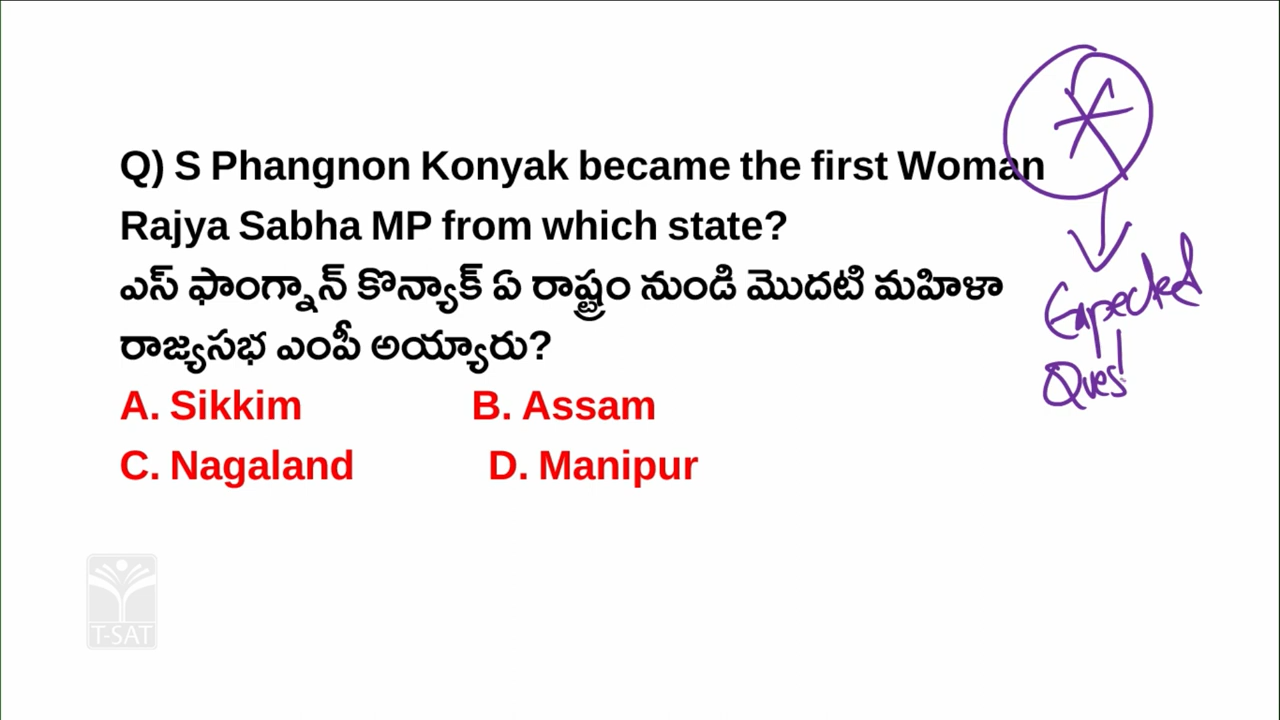 Q) S Phangnon Konyak became the first Woman
Rajya Sabha MP from which state?
ఎస్ ఫాంగ్నాన్ కొన్యాక్ ఏ రాష్ట్రం నుండి మొదటి మహిళా
రాజ్యసభ ఎంపీ అయ్యారు?
A. Sikkim B. Assam
C. Nagaland D. Manipur
Expected
Ques
T-SAT